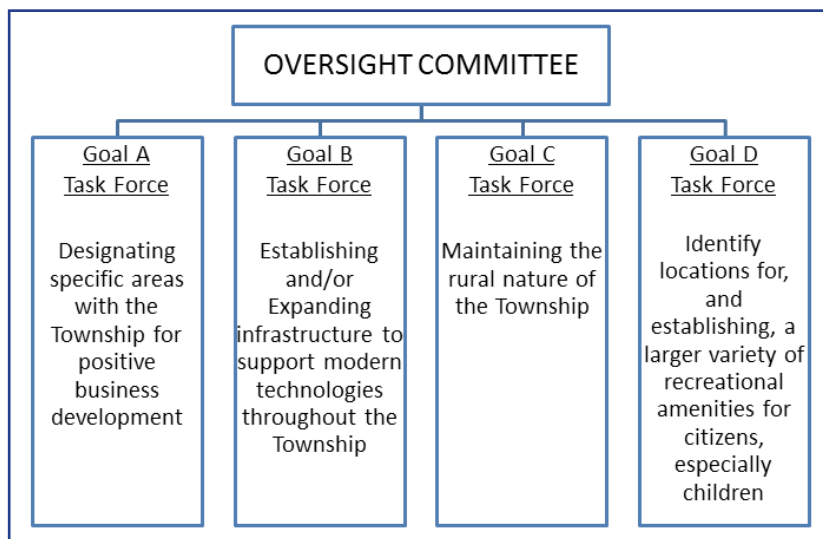 OVERSIGHT COMMITTEE
Goal A
Task Force
Designating
specific areas
with the
Township for
positive
business
development
Goal B
Task Force
Establishing
and/or
Expanding
infrastructure to
support modern
technologies
throughout the
Township
Goal C
Task Force
Maintaining the
rural nature of
the Township
Goal D
Task Force
Identify
locations for,
and
establishing, a
larger variety of
recreational
amenities for
citizens,
especially
children